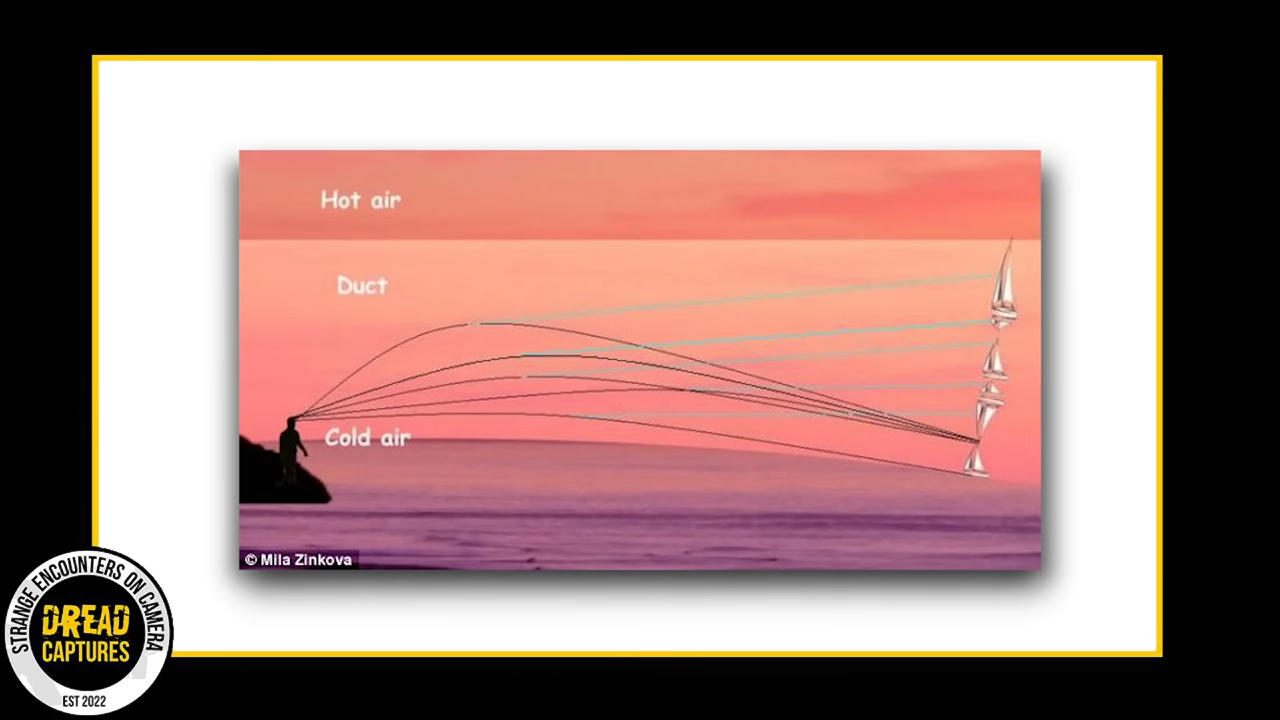 Hot air
Duct
Cold air
© Mila Zinkova
STRANGE ENCOUNTERS ON CAMERA
DREAD
CAPTURES
EST 2022